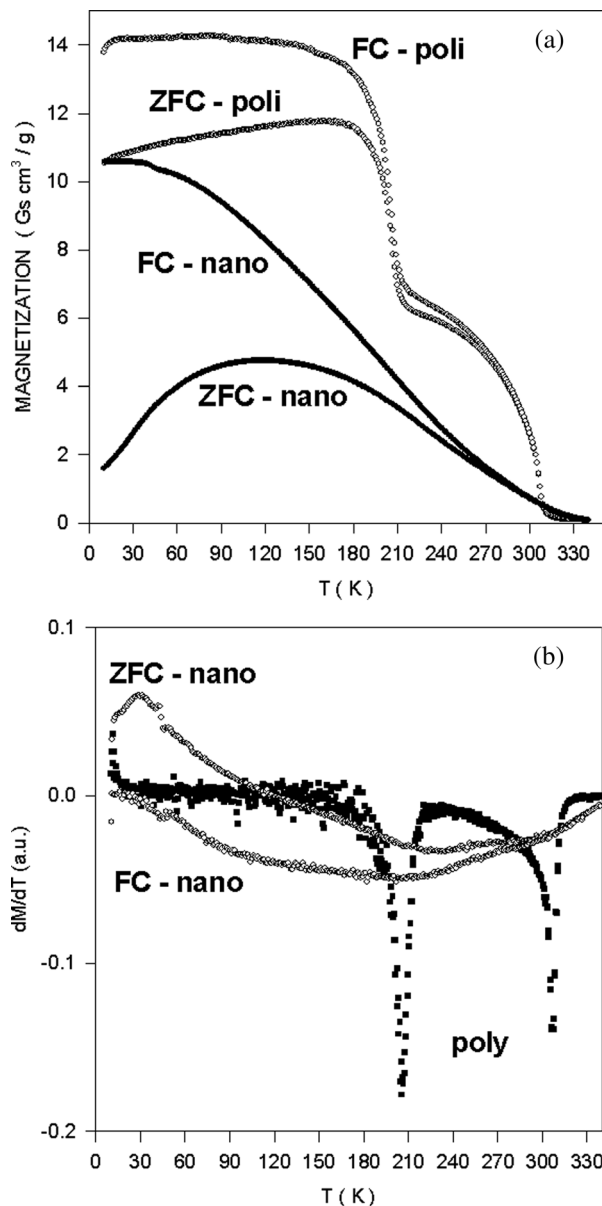 (a)
FC - poli
ZFC - poli
FC - nano
ZFC - nano
MAGNETIZATION ( Gs cm³ / g )
14
12
10
8
6
4
2
0
0 30 60 90 120 150 180 210 240 270 300 330
T ( K )
(b)
ZFC - nano
FC - nano
poly
dM/dT (a.u.)
0.1
0.0
-0.1
-0.2
0 30 60 90 120 150 180 210 240 270 300 330
T ( K )